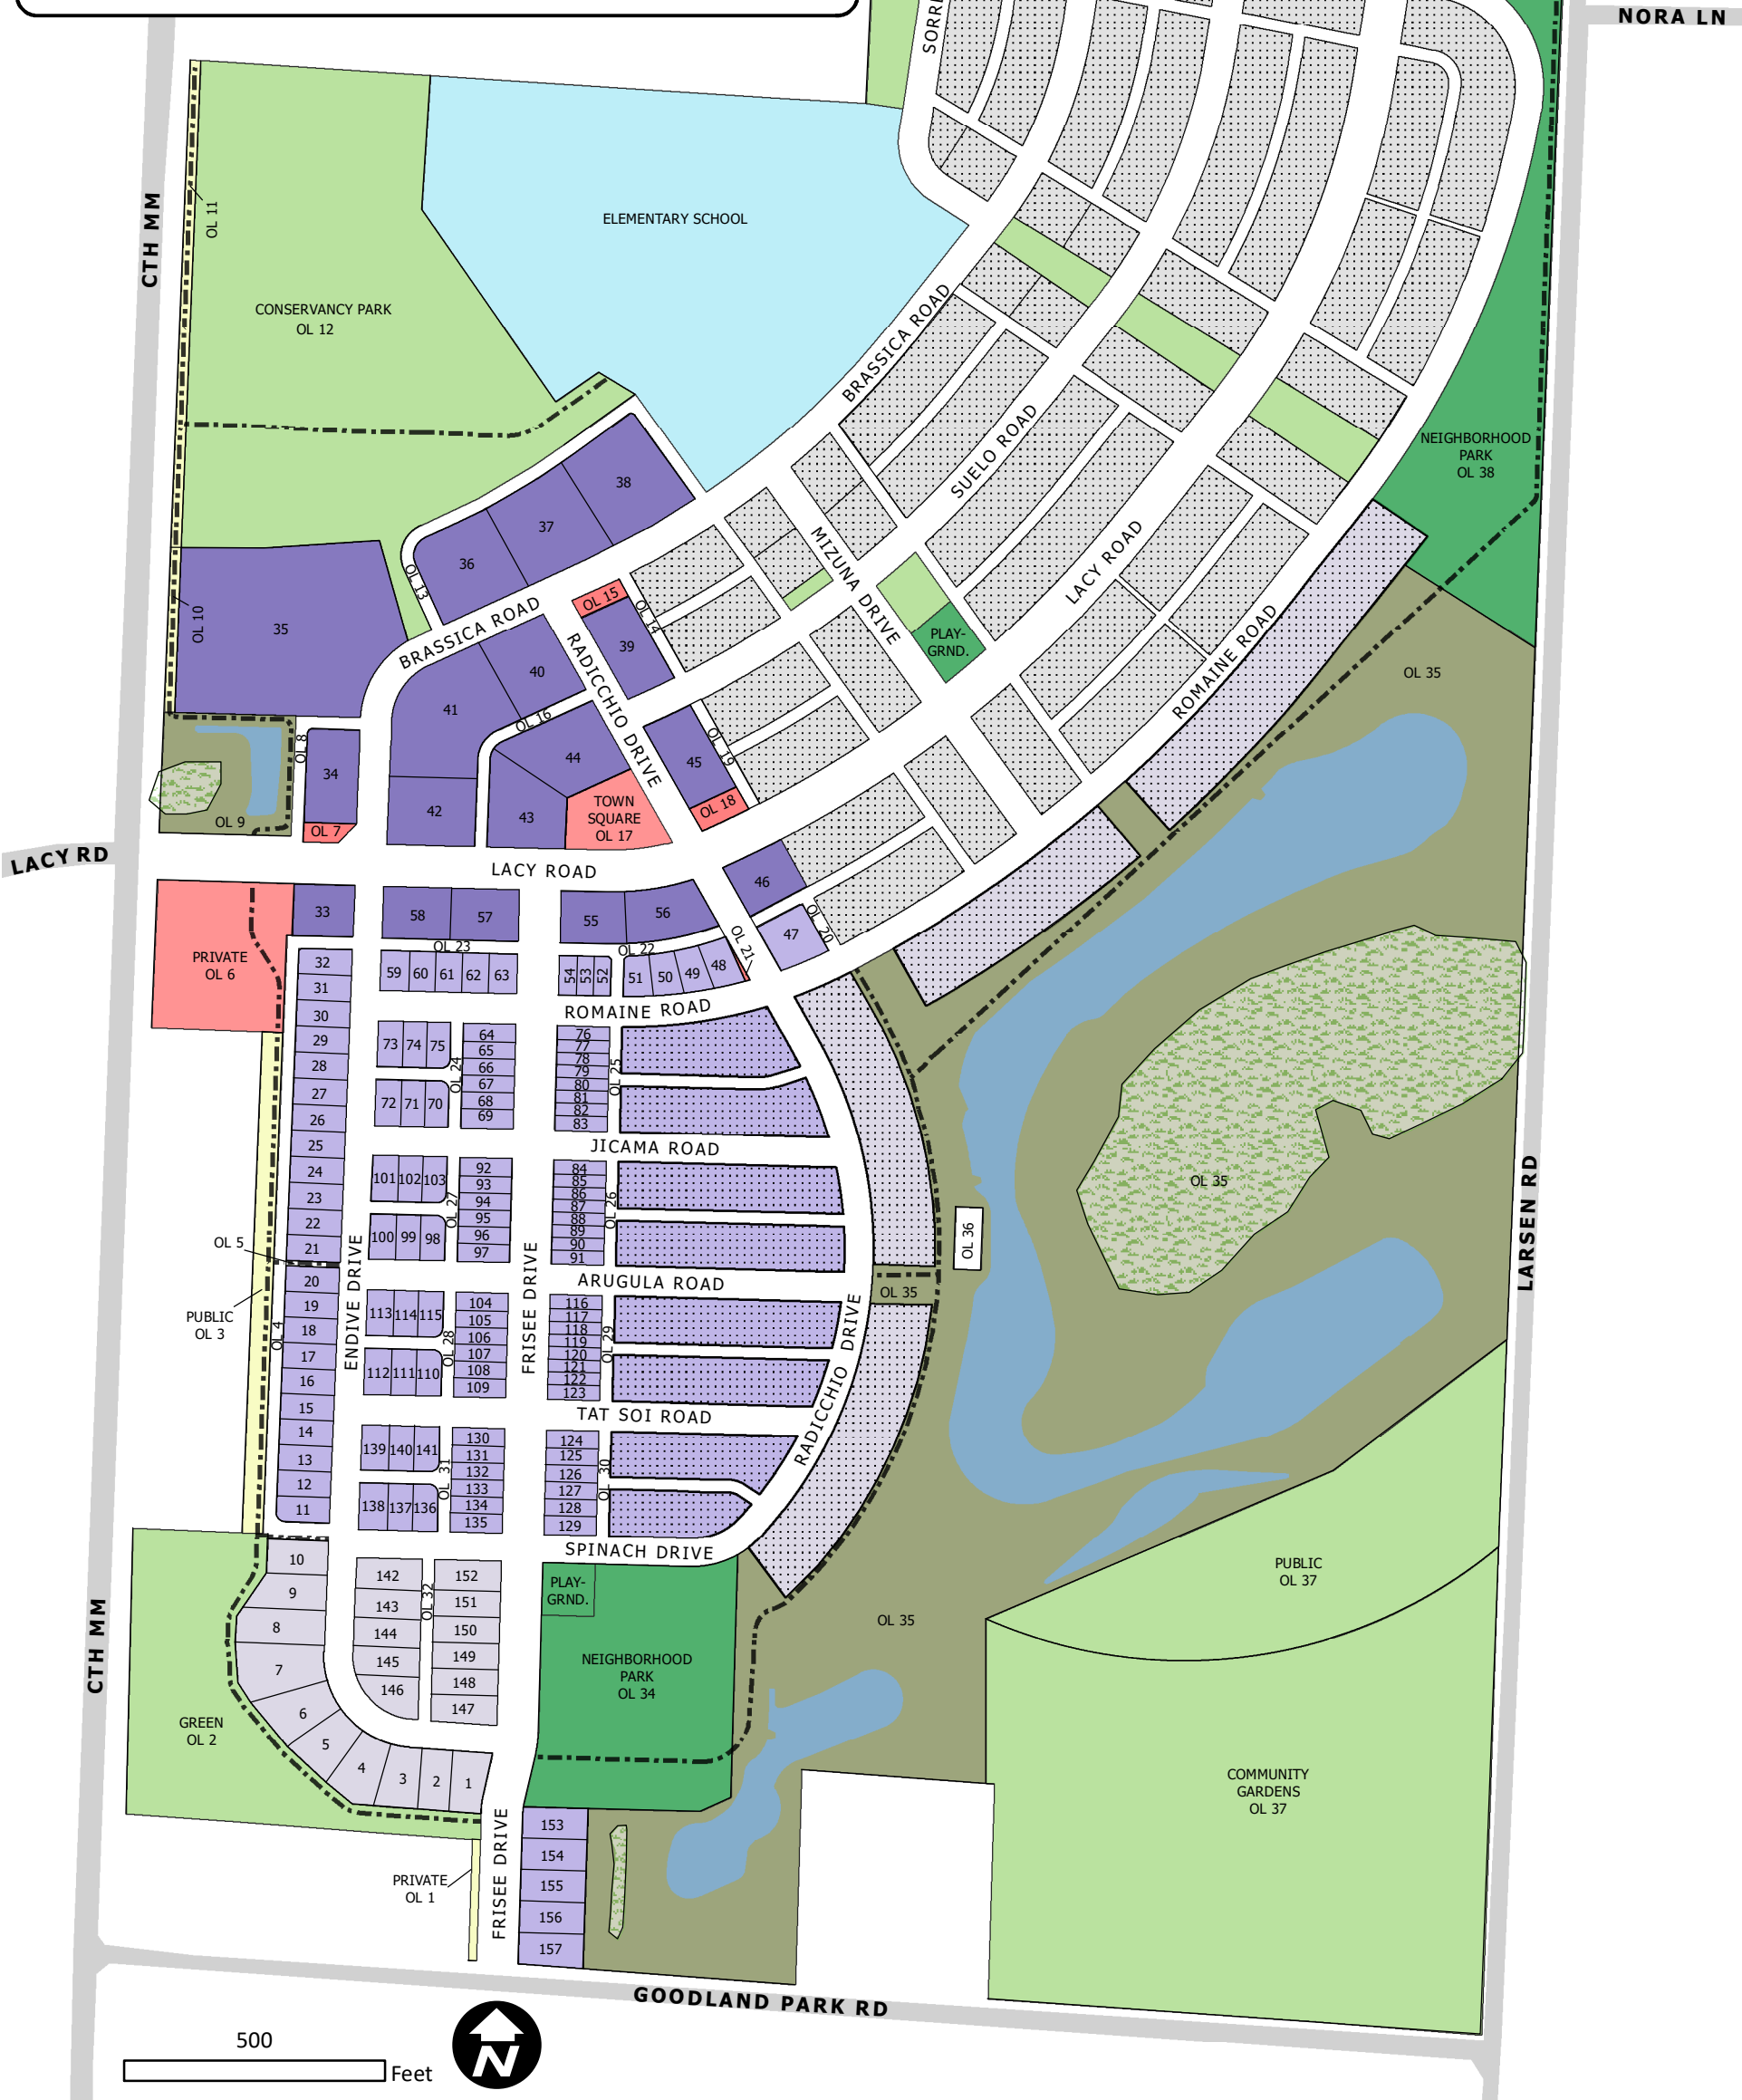 NORA LN
SORRE
CTH MM
OL 11
ELEMENTARY SCHOOL
CONSERVANCY PARK
OL 12
BRASSICA ROAD
SUELO ROAD
LACY ROAD
MIZUNA DRIVE
ROMAINE ROAD
NEIGHBORHOOD
PARK
OL 38
38
37
36
OL 13
OL 10
35
BRASSICA ROAD
OL 15
OL 14
39
RADICCHIO DRIVE
40
41
OL 16
44
45
OL 19
OL 18
PLAY-
GRND.
OL 35
OL 8
34
OL 9
OL 7
42
43
TOWN
SQUARE
OL 17
LACY RD
LACY ROAD
46
47
OL 20
OL 21
33
58
57
55
56
OL 23
OL 22
PRIVATE
OL 6
59
60
61
62
63
54
53
52
51
50
49
48
ROMAINE ROAD
32
31
30
29
28
27
26
25
24
23
22
21
20
19
18
17
16
15
14
13
12
11
73
74
75
OL 24
72
71
70
64
65
66
67
68
69
76
77
78
79
80
81
82
83
OL 25
JICAMA ROAD
101
102
103
OL 27
100
99
98
92
93
94
95
96
97
84
85
86
87
88
89
90
91
OL 26
ARUGULA ROAD
OL 5
PUBLIC
OL 3
OL 4
ENDIVE DRIVE
FRISEE DRIVE
113
114
115
OL 28
112
111
110
104
105
106
107
108
109
116
117
118
119
120
121
122
123
OL 29
TAT SOI ROAD
RADICCHIO DRIVE
OL 35
OL 36
OL 35
LARSEN RD
139
140
141
OL 31
138
137
136
130
131
132
133
134
135
124
125
126
127
128
129
OL 30
SPINACH DRIVE
10
9
8
7
6
5
4
3
2
1
142
143
144
145
146
OL 32
152
151
150
149
148
147
PLAY-
GRND.
NEIGHBORHOOD
PARK
OL 34
OL 35
PUBLIC
OL 37
CTH MM
GREEN
OL 2
COMMUNITY
GARDENS
OL 37
PRIVATE
OL 1
FRISEE DRIVE
153
154
155
156
157
GOODLAND PARK RD
500
Feet
N